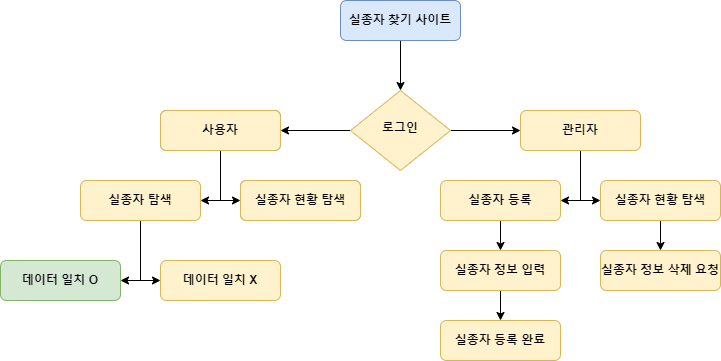 실종자 찾기 사이트
사용자
로그인
관리자
실종자 탐색
실종자 현황 탐색
실종자 등록
실종자 현황 탐색
데이터 일치 O
데이터 일치 X
실종자 정보 입력
실종자 정보 삭제 요청
실종자 등록 완료